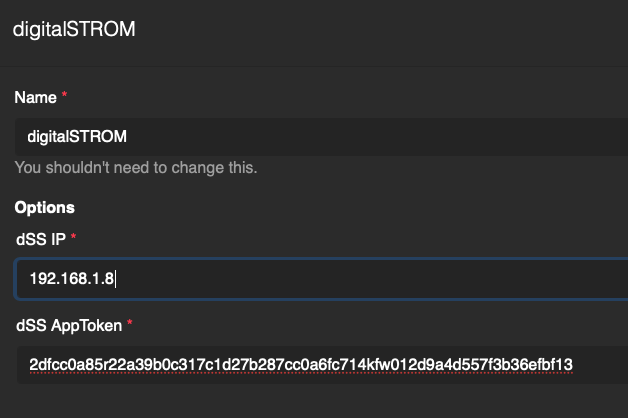 digitalSTROM
Name *
digitalSTROM
You shouldn't need to change this.
Options
dSS IP *
192.168.1.8
dSS AppToken *
2dfcc0a85r22a39b0c317c1d27b287cc0a6fc714kfw012d9a4d557f3b36efbf13